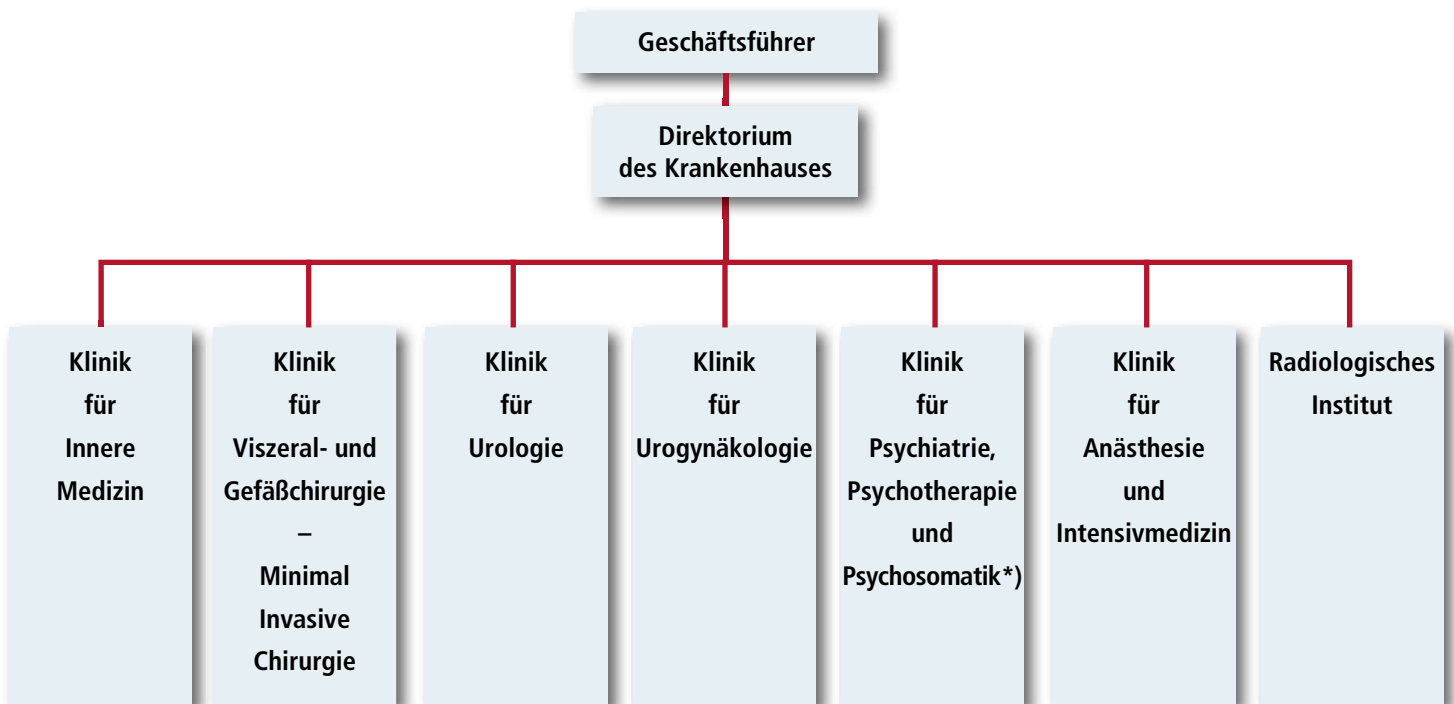 Geschäftsführer
Direktorium
des Krankenhauses
Klinik
für
Innere
Medizin
Klinik
für
Viszeral- und
Gefäßchirurgie
–
Minimal
Invasive
Chirurgie
Klinik
für
Urologie
Klinik
für
Urogynäkologie
Klinik
für
Psychiatrie,
Psychotherapie
und
Psychosomatik*)
Klinik
für
Anästhesie
und
Intensivmedizin
Radiologisches
Institut